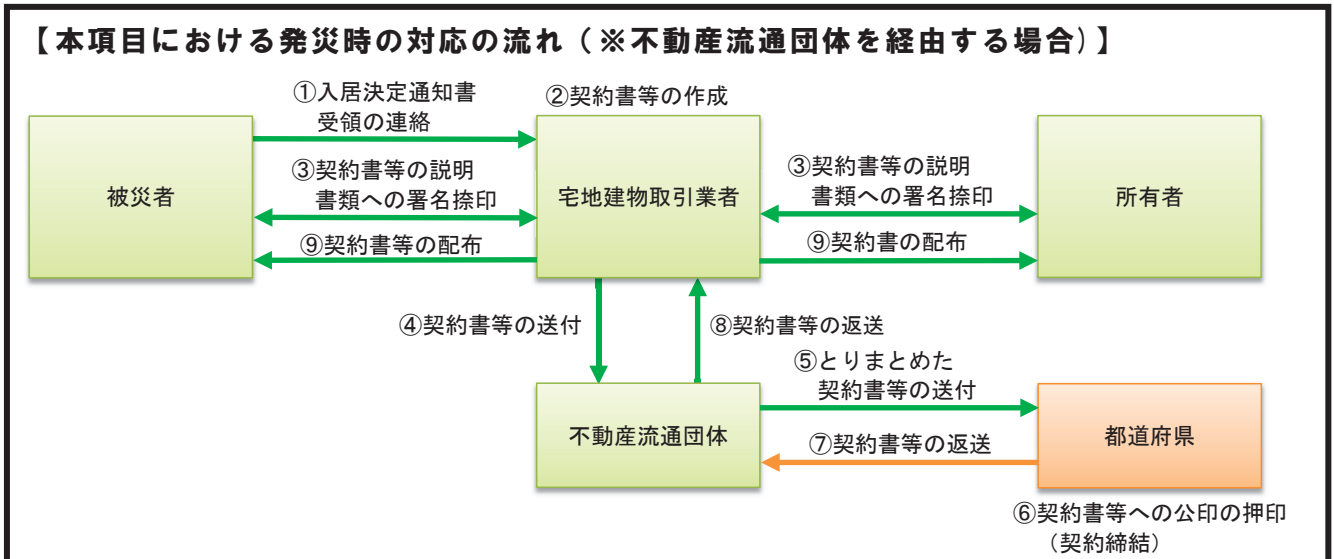 【本項目における発災時の対応の流れ（※不動産流通団体を経由する場合）】
①入居決定通知書
受領の連絡
②契約書等の作成
被災者
③契約書等の説明
書類への署名捺印
宅地建物取引業者
③契約書等の説明
書類への署名捺印
所有者
⑨契約書等の配布
⑨契約書の配布
④契約書等の送付
⑧契約書等の返送
⑤とりまとめた
契約書等の送付
不動産流通団体
都道府県
⑦契約書等の返送
⑥契約書等への公印の押印
（契約締結）